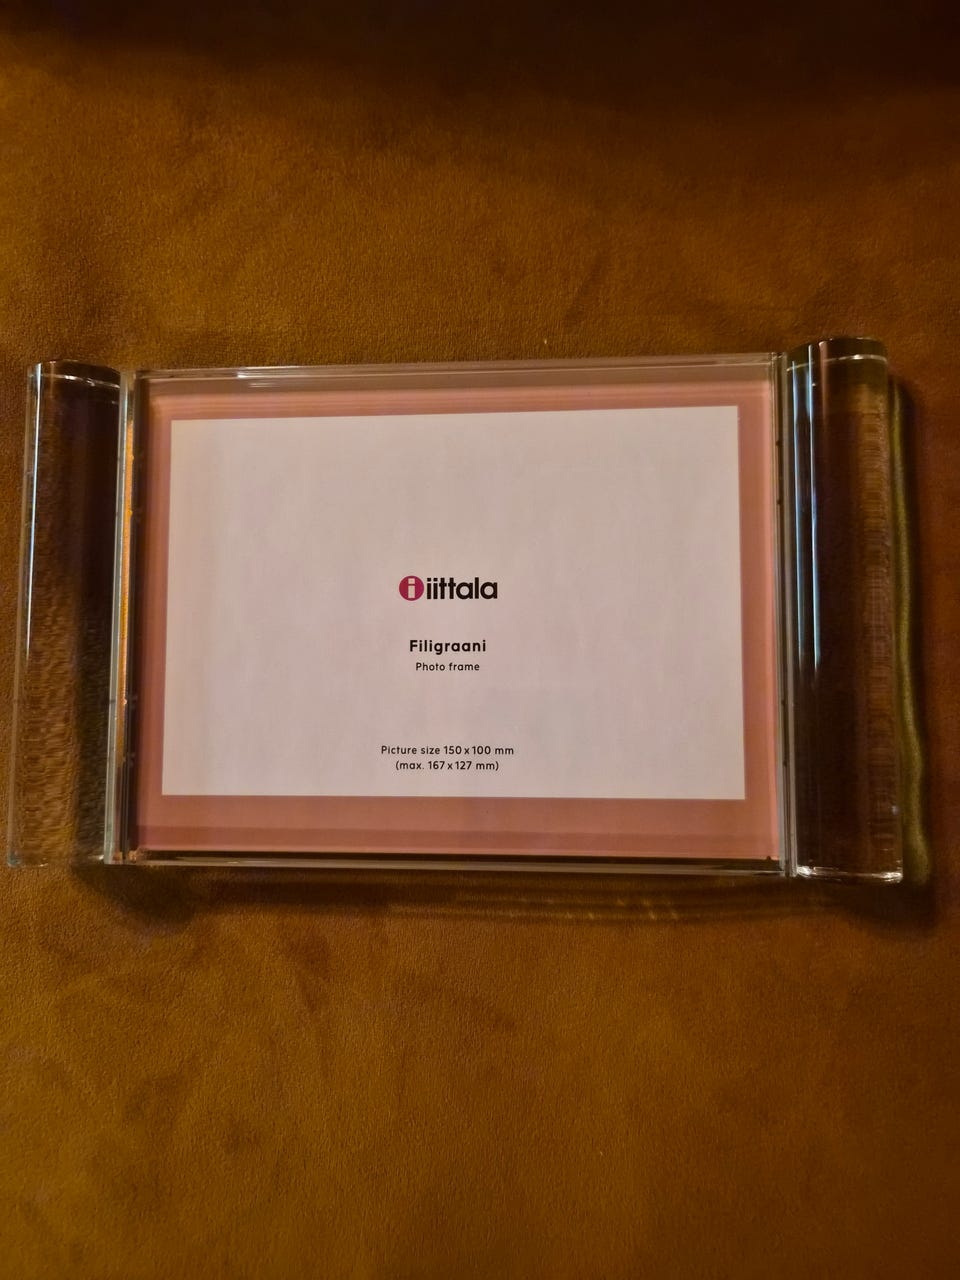 iittala
Filigraani
Photo frame
Picture size 150 x 100 mm
(max. 167 x 127 mm)